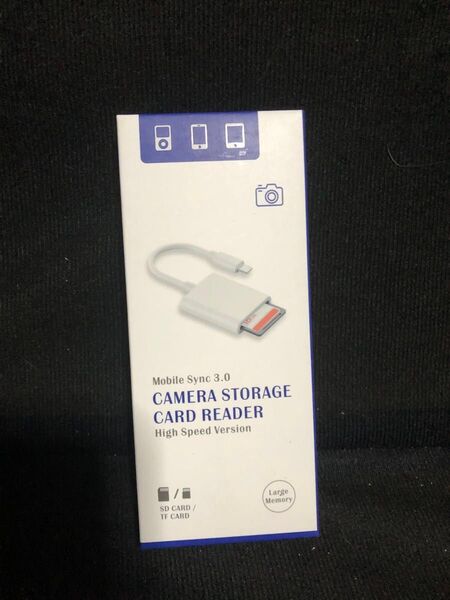 Mobile Sync 3.0
CAMERA STORAGE
CARD READER
High Speed Version
SD CARD /
TF CARD
Large
Memory